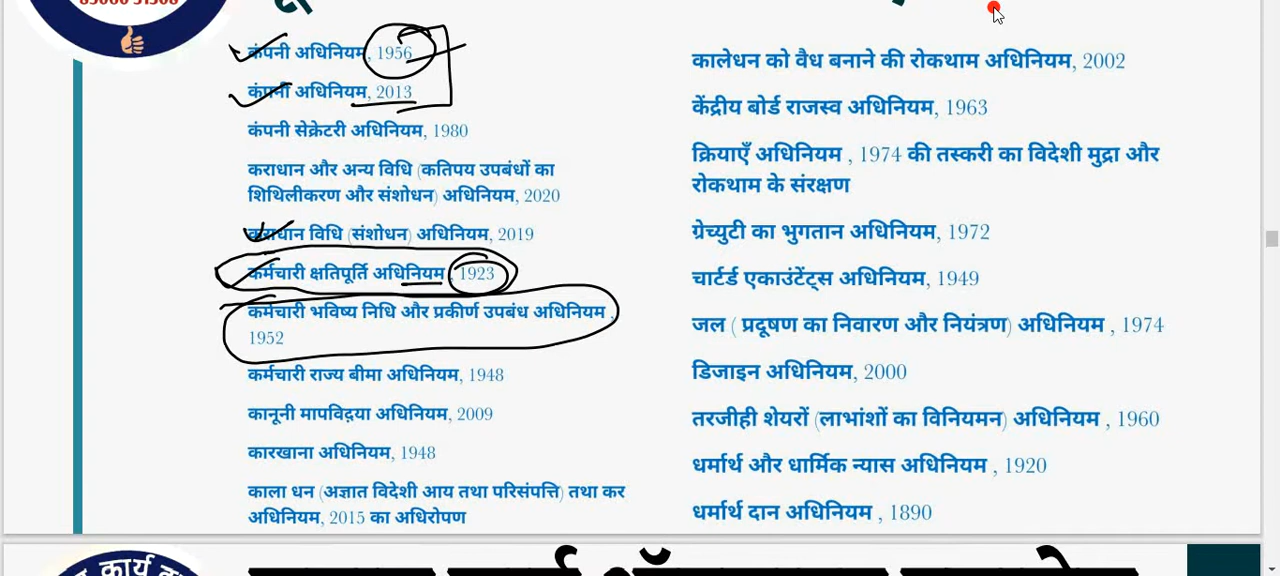 कंपनी अधिनियम, 1956
कंपनी अधिनियम, 2013
कंपनी सेक्रेटरी अधिनियम, 1980
कराधान और अन्य विधि (कतिपय उपबंधों का
शिथिलीकरण और संशोधन) अधिनियम, 2020
कराधान विधि (संशोधन) अधिनियम, 2019
कर्मचारी क्षतिपूर्ति अधिनियम, 1923
कर्मचारी भविष्य निधि और प्रकीर्ण उपबंध अधिनियम ,
1952
कर्मचारी राज्य बीमा अधिनियम, 1948
कानूनी मापविद्या अधिनियम, 2009
कारखाना अधिनियम, 1948
काला धन (अज्ञात विदेशी आय तथा परिसंपत्ति) तथा कर
अधिनियम, 2015 का अधिरोपण
कालेधन को वैध बनाने की रोकथाम अधिनियम, 2002
केंद्रीय बोर्ड राजस्व अधिनियम, 1963
क्रियाएँ अधिनियम , 1974 की तस्करी का विदेशी मुद्रा और
रोकथाम के संरक्षण
ग्रेच्युटी का भुगतान अधिनियम, 1972
चार्टर्ड एकाउंटेंट्स अधिनियम, 1949
जल ( प्रदूषण का निवारण और नियंत्रण) अधिनियम , 1974
डिजाइन अधिनियम, 2000
तरजीही शेयरों (लाभांशों का विनियमन) अधिनियम , 1960
धर्मार्थ और धार्मिक न्यास अधिनियम , 1920
धर्मार्थ दान अधिनियम , 1890